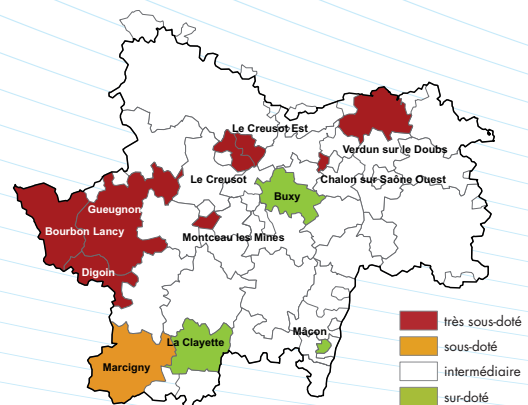 Le Creusot Est
Verdun sur le Doubs
Le Creusot
Chalon sur Saône Ouest
Buxy
Gueugnon
Bourbon Lancy
Montceau les Mines
Digoin
Mâcon
La Clayette
Marcigny
très sous-doté
sous-doté
intermédiaire
sur-doté